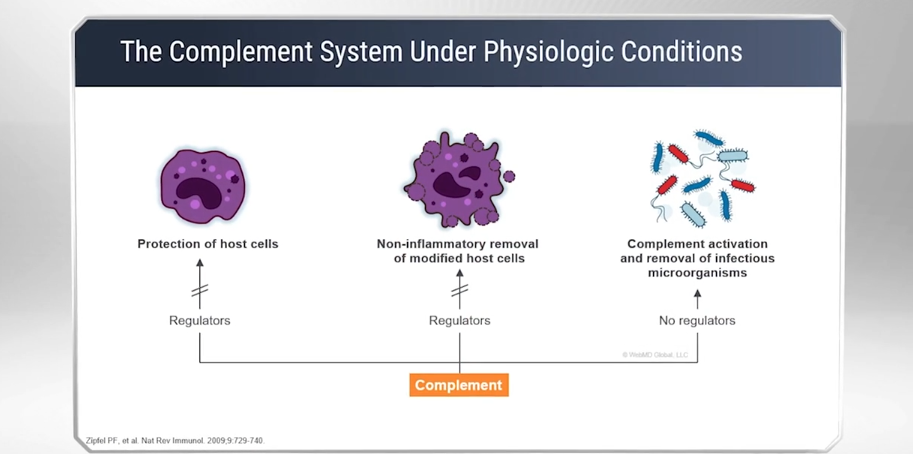 The Complement System Under Physiologic Conditions
Protection of host cells
Non-inflammatory removal
of modified host cells
Complement activation
and removal of infectious
microorganisms
Regulators
Regulators
No regulators
© WebMD Global, LLC
Complement
Zipfel PF, et al. Nat Rev Immunol. 2009;9:729-740.